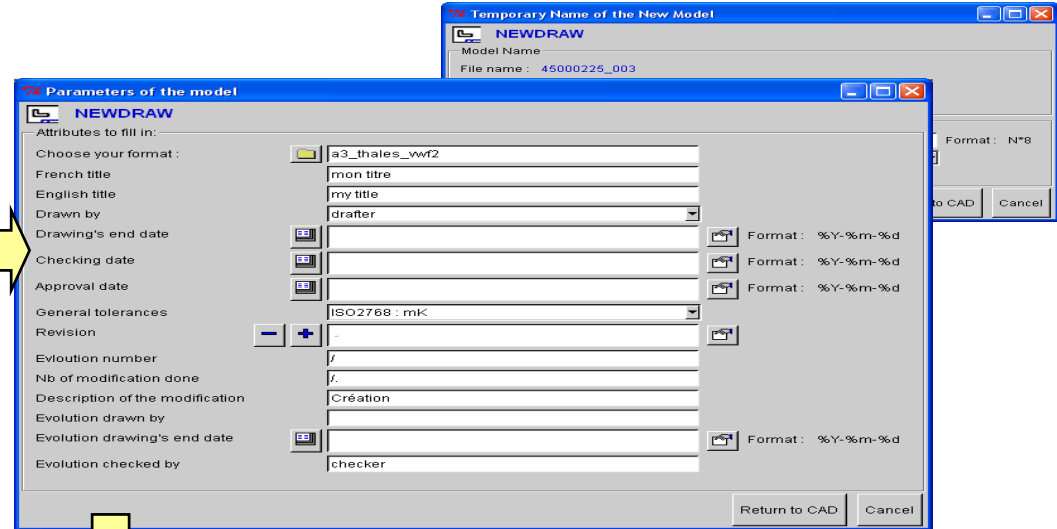 Temporary Name of the New Model
NEWDRAW
Model Name
File name : 45000225_003
Format : N*8
to CAD Cancel
Parameters of the model
NEWDRAW
Attributes to fill in:
Choose your format : a3_thales_vwf2
French title mon titre
English title my title
Drawn by drafter
Drawing's end date Format : %Y-%m-%d
Checking date Format : %Y-%m-%d
Approval date Format : %Y-%m-%d
General tolerances ISO2768 : mK
Revision - + -
Evloution number /
Nb of modification done /.
Description of the modification Création
Evolution drawn by
Evolution drawing's end date Format : %Y-%m-%d
Evolution checked by checker
Return to CAD Cancel